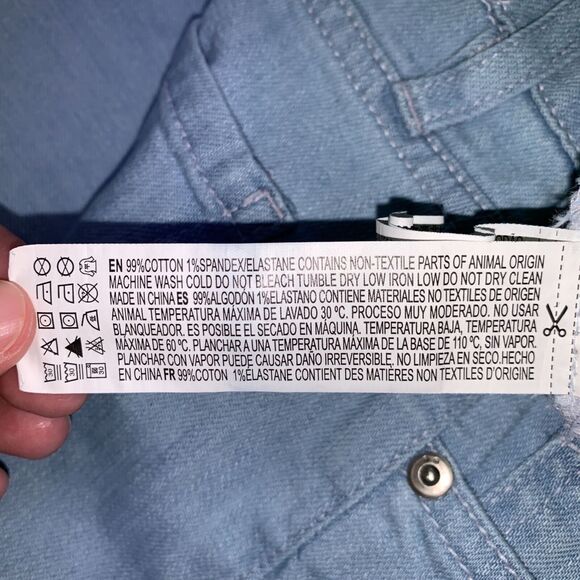 EN 99%COTTON 1%SPANDEX/ELASTANE CONTAINS NON-TEXTILE PARTS OF ANIMAL ORIGIN
MACHINE WASH COLD DO NOT BLEACH TUMBLE DRY LOW IRON LOW DO NOT DRY CLEAN
MADE IN CHINA ES 99%ALGODÓN 1%ELASTANO CONTIENE MATERIALES NO TEXTILES DE ORIGEN
ANIMAL TEMPERATURA MÁXIMA DE LAVADO 30 ºC. PROCESO MUY MODERADO. NO USAR
BLANQUEADOR. ES POSIBLE EL SECADO EN MÁQUINA. TEMPERATURA BAJA, TEMPERATURA
MÁXIMA DE 60 ºC. PLANCHAR A UNA TEMPERATURA MÁXIMA DE LA BASE DE 110 ºC, SIN VAPOR.
PLANCHAR CON VAPOR PUEDE CAUSAR DAÑO IRREVERSIBLE. NO LIMPIEZA EN SECO.HECHO
EN CHINA FR 99%COTON 1%ÉLASTANE CONTIENT DES MATIÈRES NON TEXTILES D'ORIGINE